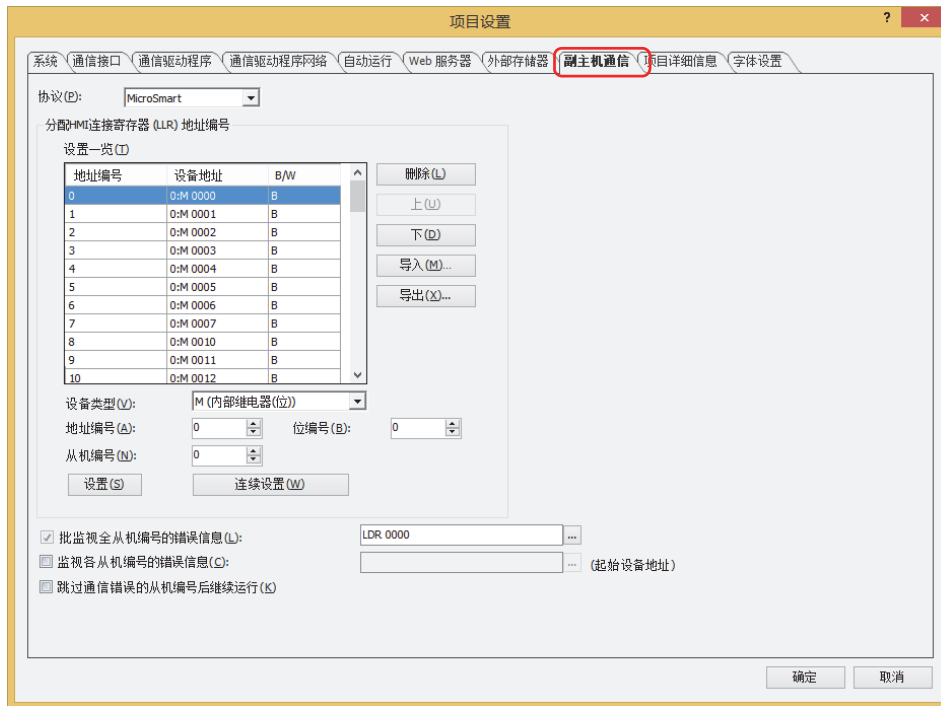 项目设置
? ×
系统 通信接口 通信驱动程序 通信驱动程序网络 自动运行 Web 服务器 外部存储器 副主机通信 项目详细信息 字体设置
协议(P): MicroSmart
分配HMI连接寄存器 (LLR) 地址编号
设置一览(T)
地址编号 设备地址 B/W
0 0:M 0000 B
1 0:M 0001 B
2 0:M 0002 B
3 0:M 0003 B
4 0:M 0004 B
5 0:M 0005 B
6 0:M 0006 B
7 0:M 0007 B
8 0:M 0010 B
9 0:M 0011 B
10 0:M 0012 B
删除(L)
上(U)
下(D)
导入(M)...
导出(X)...
设备类型(V): M (内部继电器(位))
地址编号(A): 0 位编号(B): 0
从机编号(N): 0
设置(S) 连续设置(W)
批监视全从机编号的错误信息(L): LDR 0000 ...
监视各从机编号的错误信息(C): ... (起始设备地址)
跳过通信错误的从机编号后继续运行(K)
确定 取消